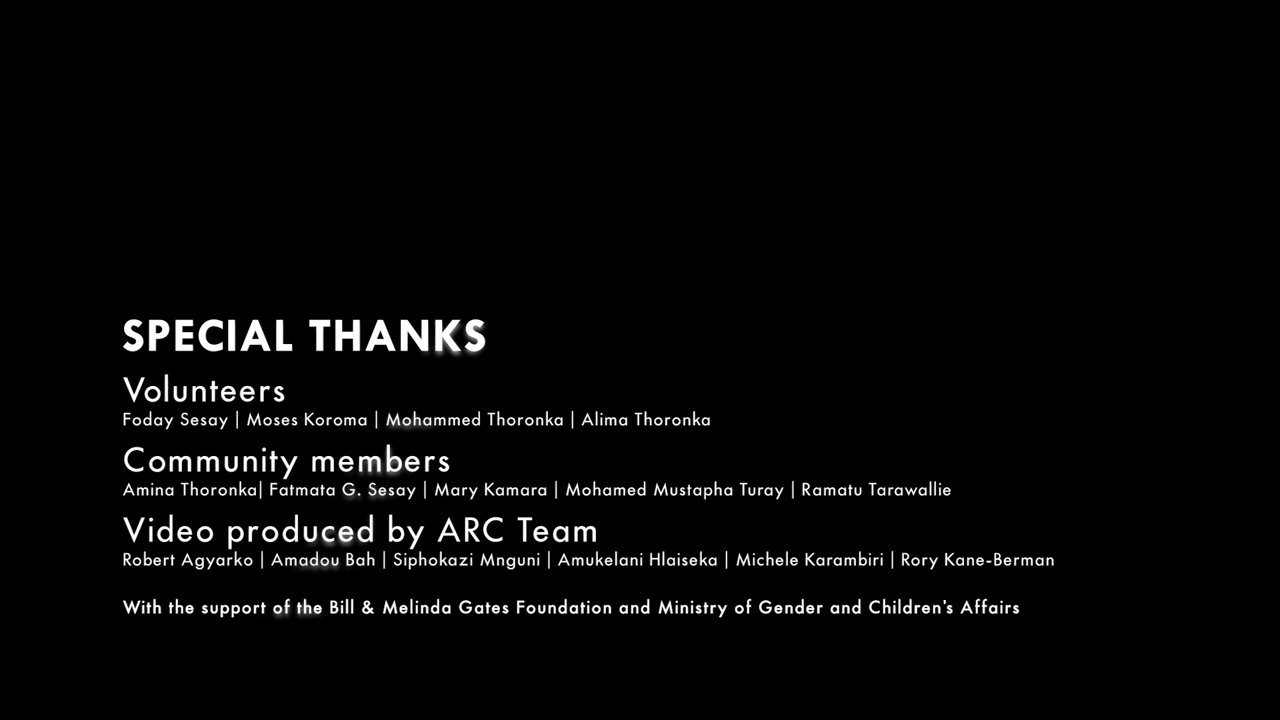 SPECIAL THANKS
Volunteers
Foday Sesay | Moses Koroma | Mohammed Thoronka | Alima Thoronka
Community members
Amina Thoronka| Fatmata G. Sesay | Mary Kamara | Mohamed Mustapha Turay | Ramatu Tarawallie
Video produced by ARC Team
Robert Agyarko | Amadou Bah | Siphokazi Mnguni | Amukelani Hlaiseka | Michele Karambiri | Rory Kane-Berman
With the support of the Bill & Melinda Gates Foundation and Ministry of Gender and Children's Affairs